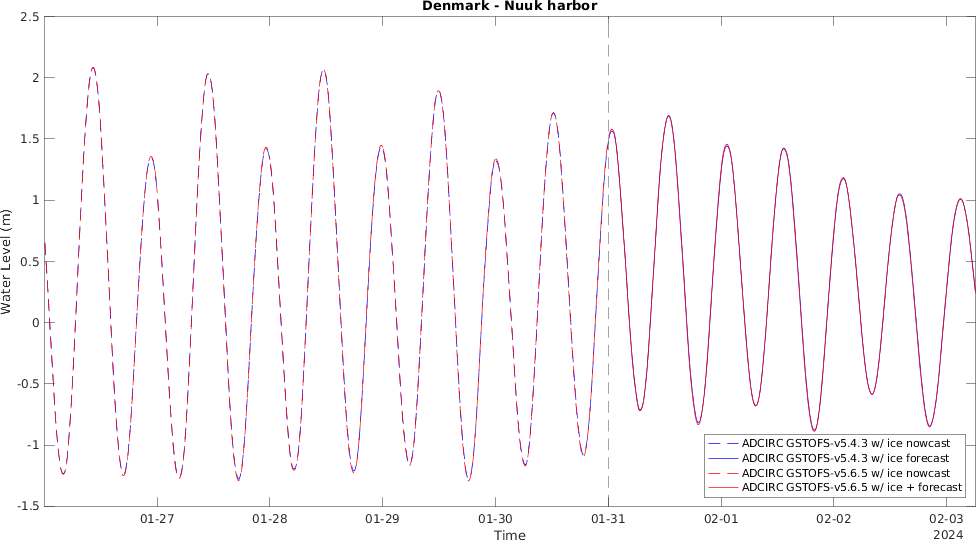 Denmark - Nuuk harbor
2.5
2
1.5
1
0.5
0
-0.5
-1
-1.5
Water Level (m)
ADCIRC GSTOFS-v5.4.3 w/ ice nowcast
ADCIRC GSTOFS-v5.4.3 w/ ice forecast
ADCIRC GSTOFS-v5.6.5 w/ ice nowcast
ADCIRC GSTOFS-v5.6.5 w/ ice + forecast
01-27 01-28 01-29 01-30 01-31 02-01 02-02 02-03
Time
2024